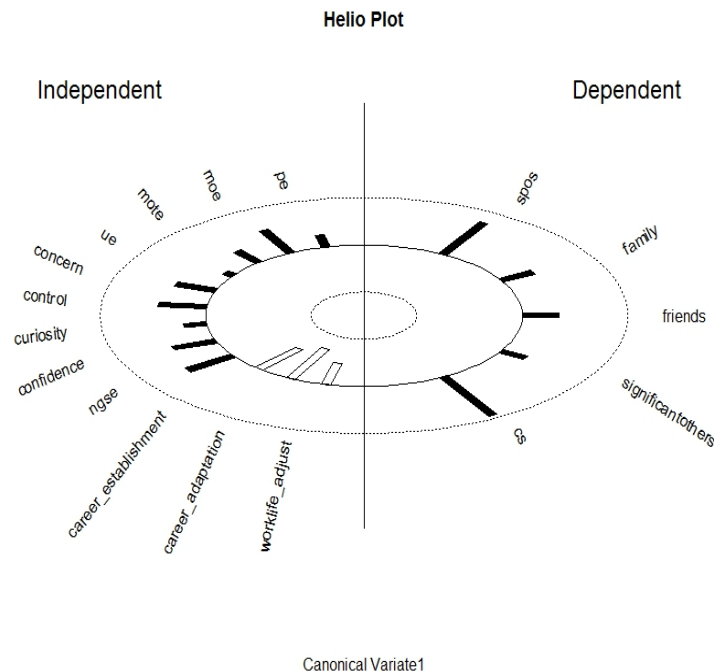 Helio Plot
Independent
Dependent
pe
moe
mote
ue
concern
control
curiosity
confidence
ngse
career_establishment
career_adaptation
worklife_adjust
spos
family
friends
significantothers
cs
Canonical Variate1